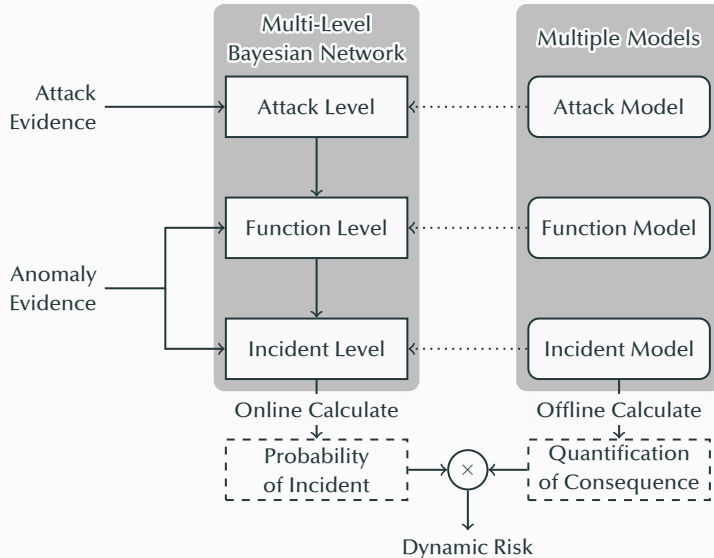 Multi-Level
Bayesian Network
Multiple Models
Attack
Evidence
Attack Level
Attack Model
Function Level
Function Model
Anomaly
Evidence
Incident Level
Incident Model
Online Calculate
Offline Calculate
Probability
of Incident
×
Quantification
of Consequence
Dynamic Risk